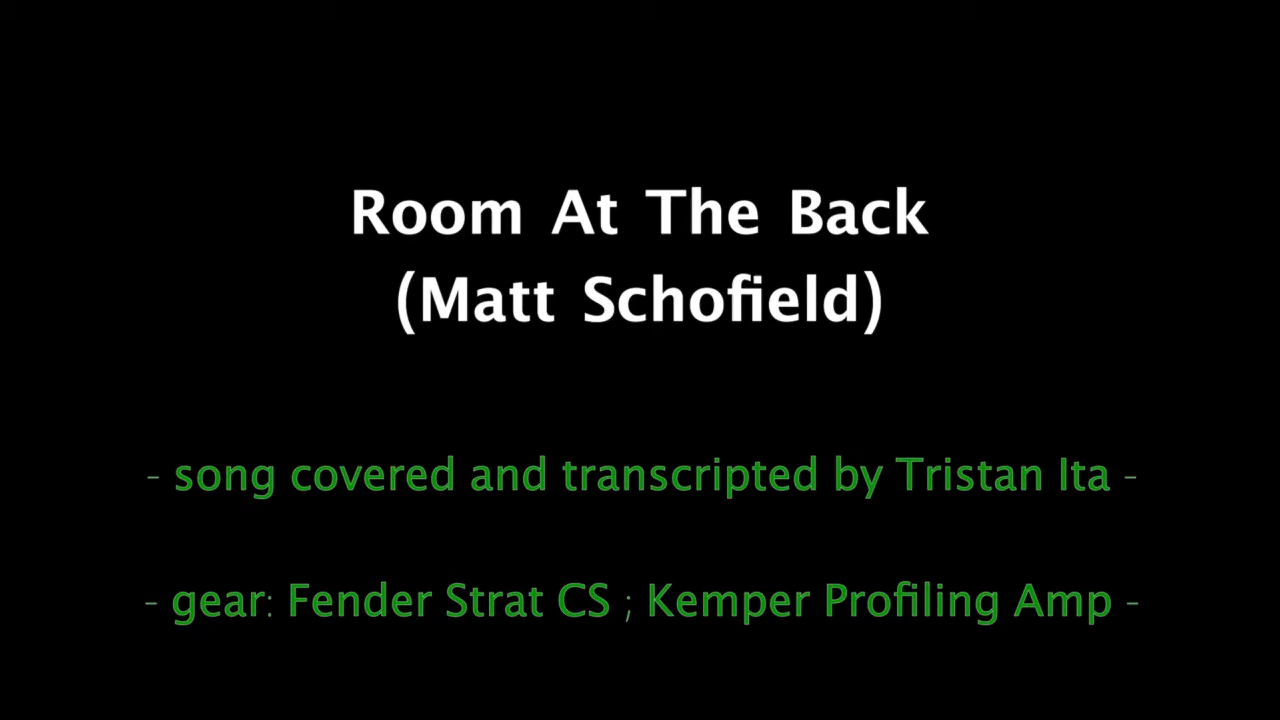 Room At The Back
(Matt Schofield)
- song covered and transcripted by Tristan Ita -
- gear: Fender Strat CS ; Kemper Profiling Amp -